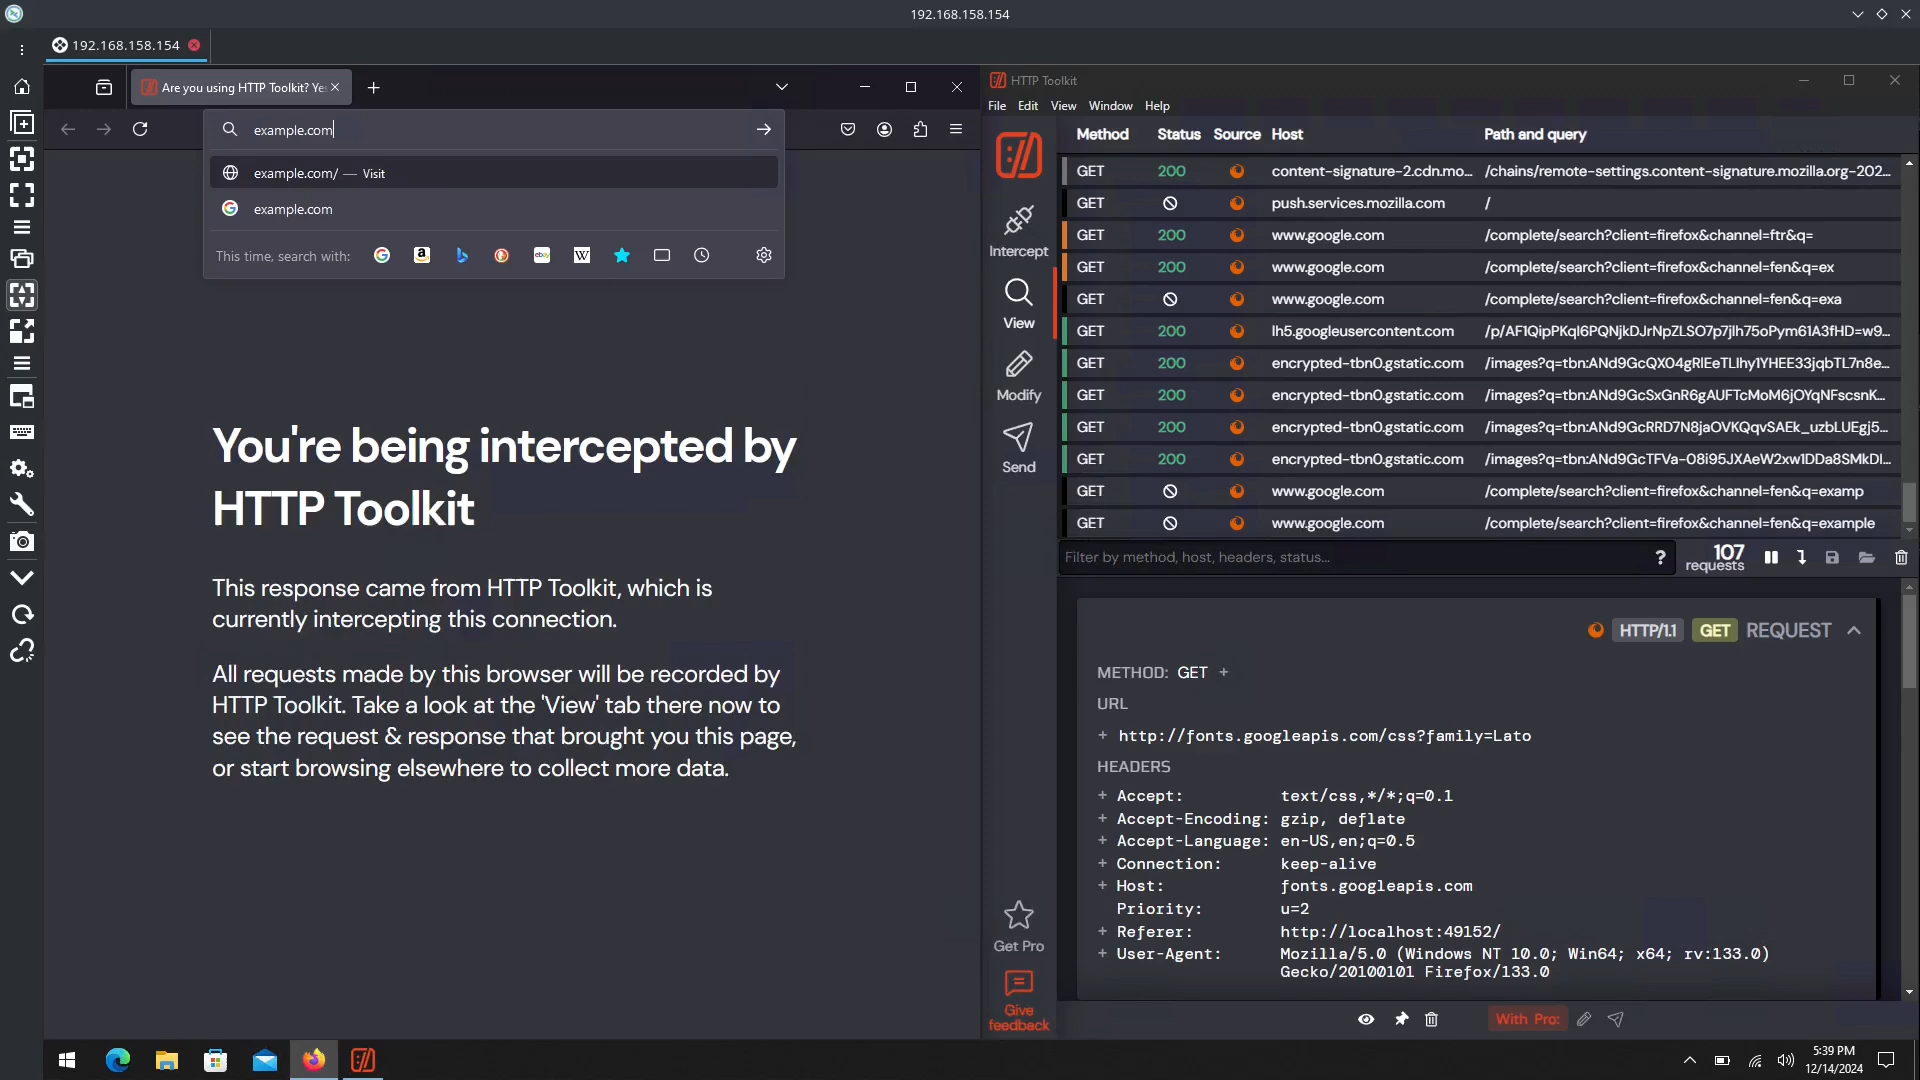 192.168.158.154
192.168.158.154
Are you using HTTP Toolkit? Yes
example.com
example.com/ — Visit
example.com
This time, search with:
You're being intercepted by
HTTP Toolkit
This response came from HTTP Toolkit, which is
currently intercepting this connection.
All requests made by this browser will be recorded by
HTTP Toolkit. Take a look at the 'View' tab there now to
see the request & response that brought you this page,
or start browsing elsewhere to collect more data.
HTTP Toolkit
File Edit View Window Help
Intercept
View
Modify
Send
Get Pro
Give
feedback
Method Status Source Host Path and query
GET 200 content-signature-2.cdn.mo... /chains/remote-settings.content-signature.mozilla.org-202...
GET push.services.mozilla.com /
GET 200 www.google.com /complete/search?client=firefox&channel=ftr&q=
GET 200 www.google.com /complete/search?client=firefox&channel=fen&q=ex
GET www.google.com /complete/search?client=firefox&channel=fen&q=exa
GET 200 lh5.googleusercontent.com
GET 200 encrypted-tbn0.gstatic.com
GET 200 encrypted-tbn0.gstatic.com
GET 200 encrypted-tbn0.gstatic.com
GET 200 encrypted-tbn0.gstatic.com
GET www.google.com /complete/search?client=firefox&channel=fen&q=examp
GET www.google.com /complete/search?client=firefox&channel=fen&q=example
Filter by method, host, headers, status... ? 107
requests
HTTP/1.1 GET REQUEST
METHOD: GET +
URL
+ http://fonts.googleapis.com/css?family=Lato
HEADERS
+ Accept: text/css,*/*;q=0.1
+ Accept-Encoding: gzip, deflate
+ Accept-Language: en-US,en;q=0.5
+ Connection: keep-alive
+ Host: fonts.googleapis.com
Priority: u=2
+ Referer: http://localhost:49152/
+ User-Agent: Mozilla/5.0 (Windows NT 10.0; Win64; x64; rv:133.0)
Gecko/20100101 Firefox/133.0
With Pro:
5:39 PM
12/14/2024